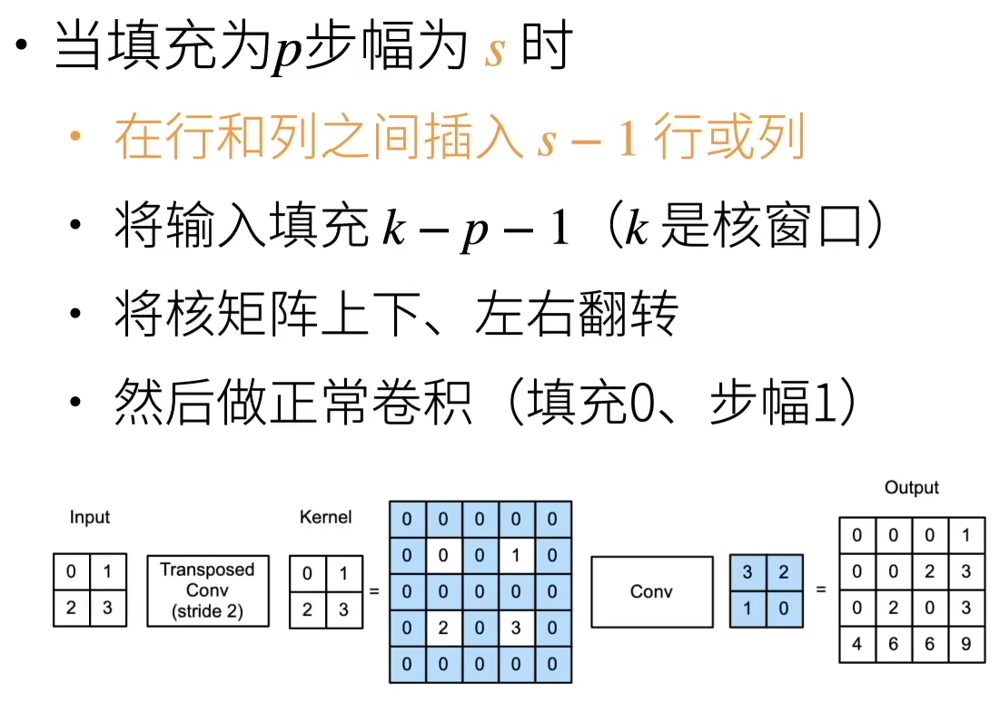 • 当填充为p步幅为 s 时
• 在行和列之间插入 s − 1 行或列
• 将输入填充 k − p − 1（k 是核窗口）
• 将核矩阵上下、左右翻转
• 然后做正常卷积（填充0、步幅1）
Input
0 1
2 3
Transposed
Conv
(stride 2)
Kernel
0 1
2 3
=
0 0 0 0 0
0 0 0 1 0
0 0 0 0 0
0 2 0 3 0
0 0 0 0 0
Conv
3 2
1 0
=
Output
0 0 0 1
0 0 2 3
0 2 0 3
4 6 6 9